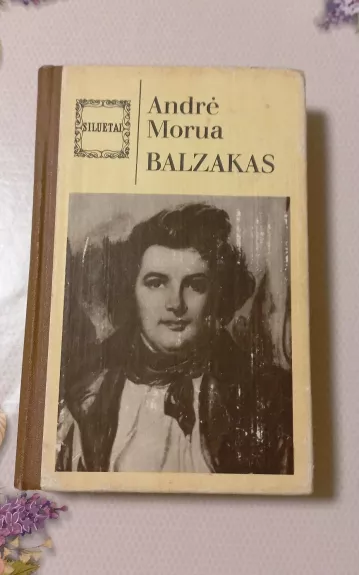 SILUETAI
André
Morua
BALZAKAS